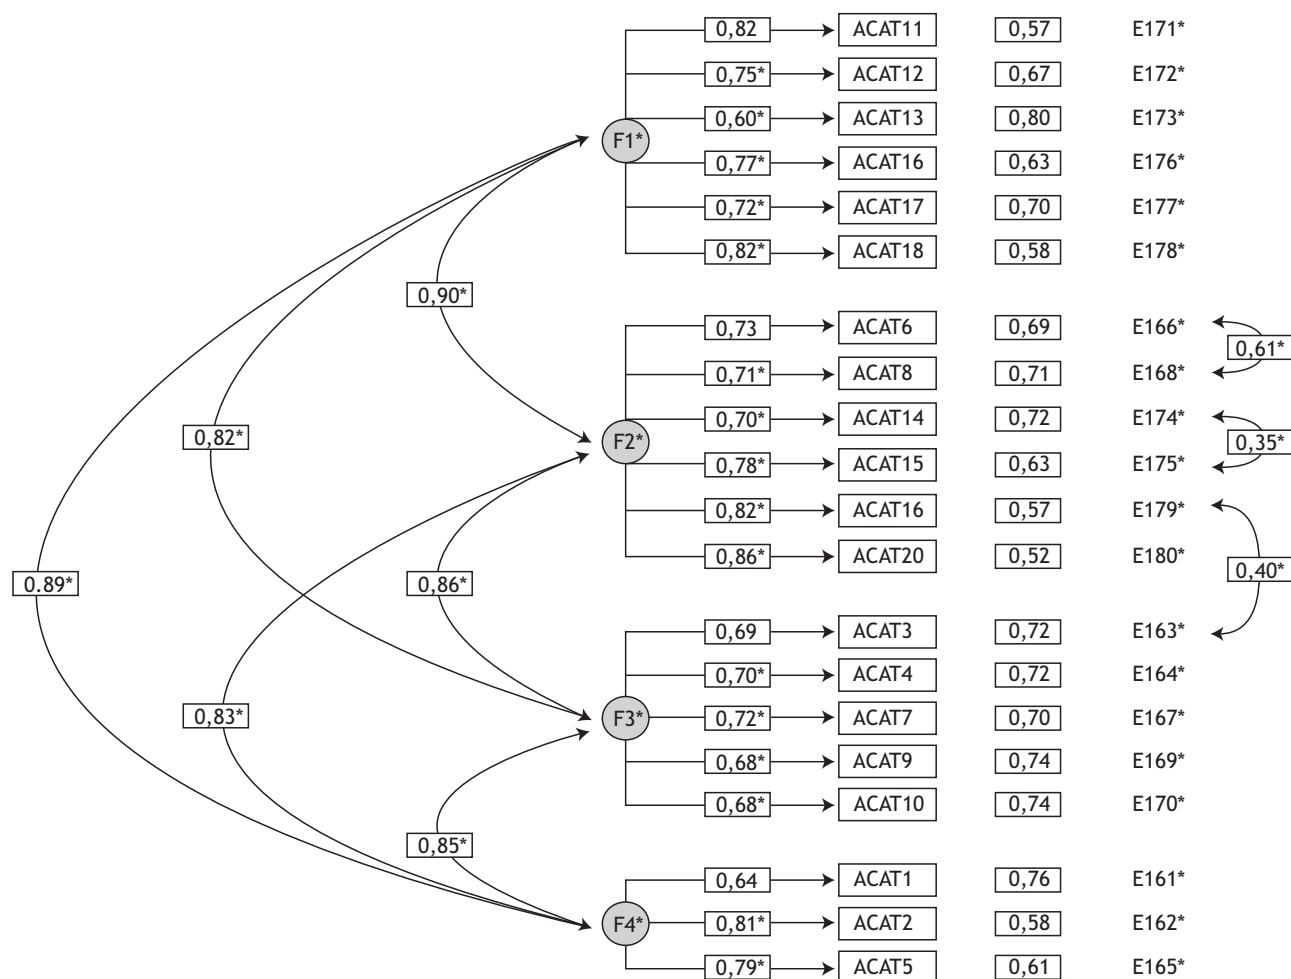 0,82 ACAT11 0,57 E171*
0,75* ACAT12 0,67 E172*
0,60* ACAT13 0,80 E173*
F1*
0,77* ACAT16 0,63 E176*
0,72* ACAT17 0,70 E177*
0,82* ACAT18 0,58 E178*
0,90*
0,73 ACAT6 0,69 E166*
0,61*
0,71* ACAT8 0,71 E168*
0,70* ACAT14 0,72 E174*
0,82* F2* 0,35*
0,78* ACAT15 0,63 E175*
0,82* ACAT16 0,57 E179*
0,86* ACAT20 0,52 E180*
0.89* 0,86* 0,40*
0,69 ACAT3 0,72 E163*
0,70* ACAT4 0,72 E164*
0,83* F3* 0,72* ACAT7 0,70 E167*
0,68* ACAT9 0,74 E169*
0,68* ACAT10 0,74 E170*
0,85*
0,64 ACAT1 0,76 E161*
F4* 0,81* ACAT2 0,58 E162*
0,79* ACAT5 0,61 E165*